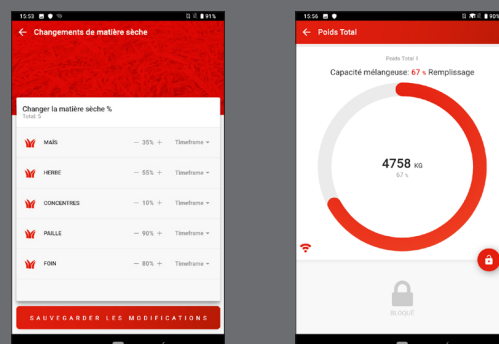 15:53
91%
Changements de matière sèche
Changer la matière sèche %
Total: 5
MAÏS − 35% + Timeframe
HERBE − 55% + Timeframe
CONCENTRES − 10% + Timeframe
PAILLE − 90% + Timeframe
FOIN − 80% + Timeframe
SAUVEGARDER LES MODIFICATIONS
15:56
90%
Poids Total
Poids Total 1
Capacité mélangeuse: 67 % Remplissage
4758 KG
67 %